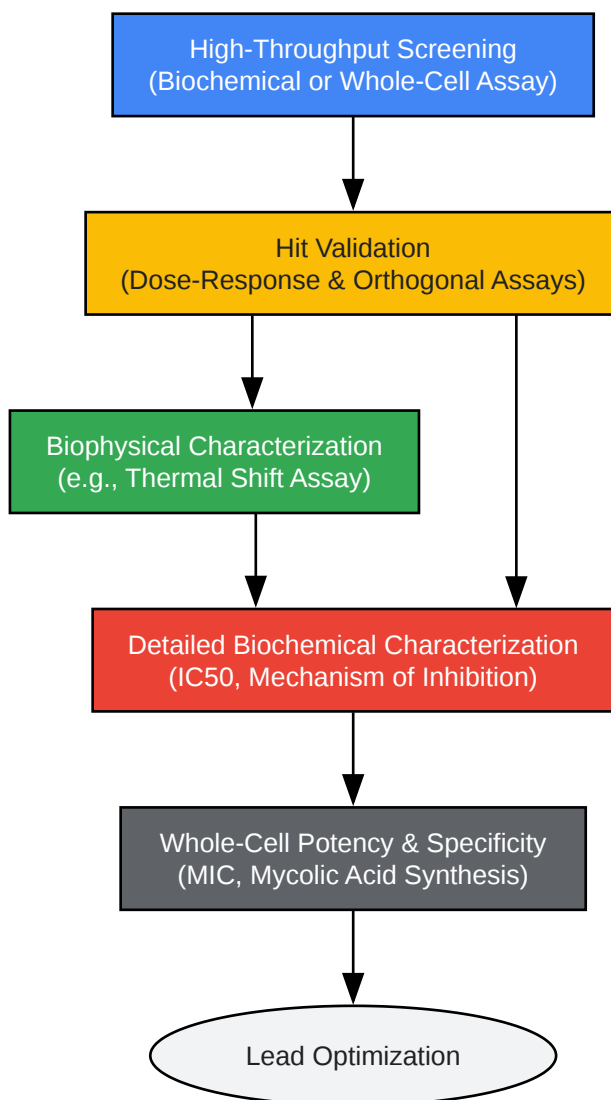 High-Throughput Screening
(Biochemical or Whole-Cell Assay)
Hit Validation
(Dose-Response & Orthogonal Assays)
Biophysical Characterization
(e.g., Thermal Shift Assay)
Detailed Biochemical Characterization
(IC50, Mechanism of Inhibition)
Whole-Cell Potency & Specificity
(MIC, Mycolic Acid Synthesis)
Lead Optimization